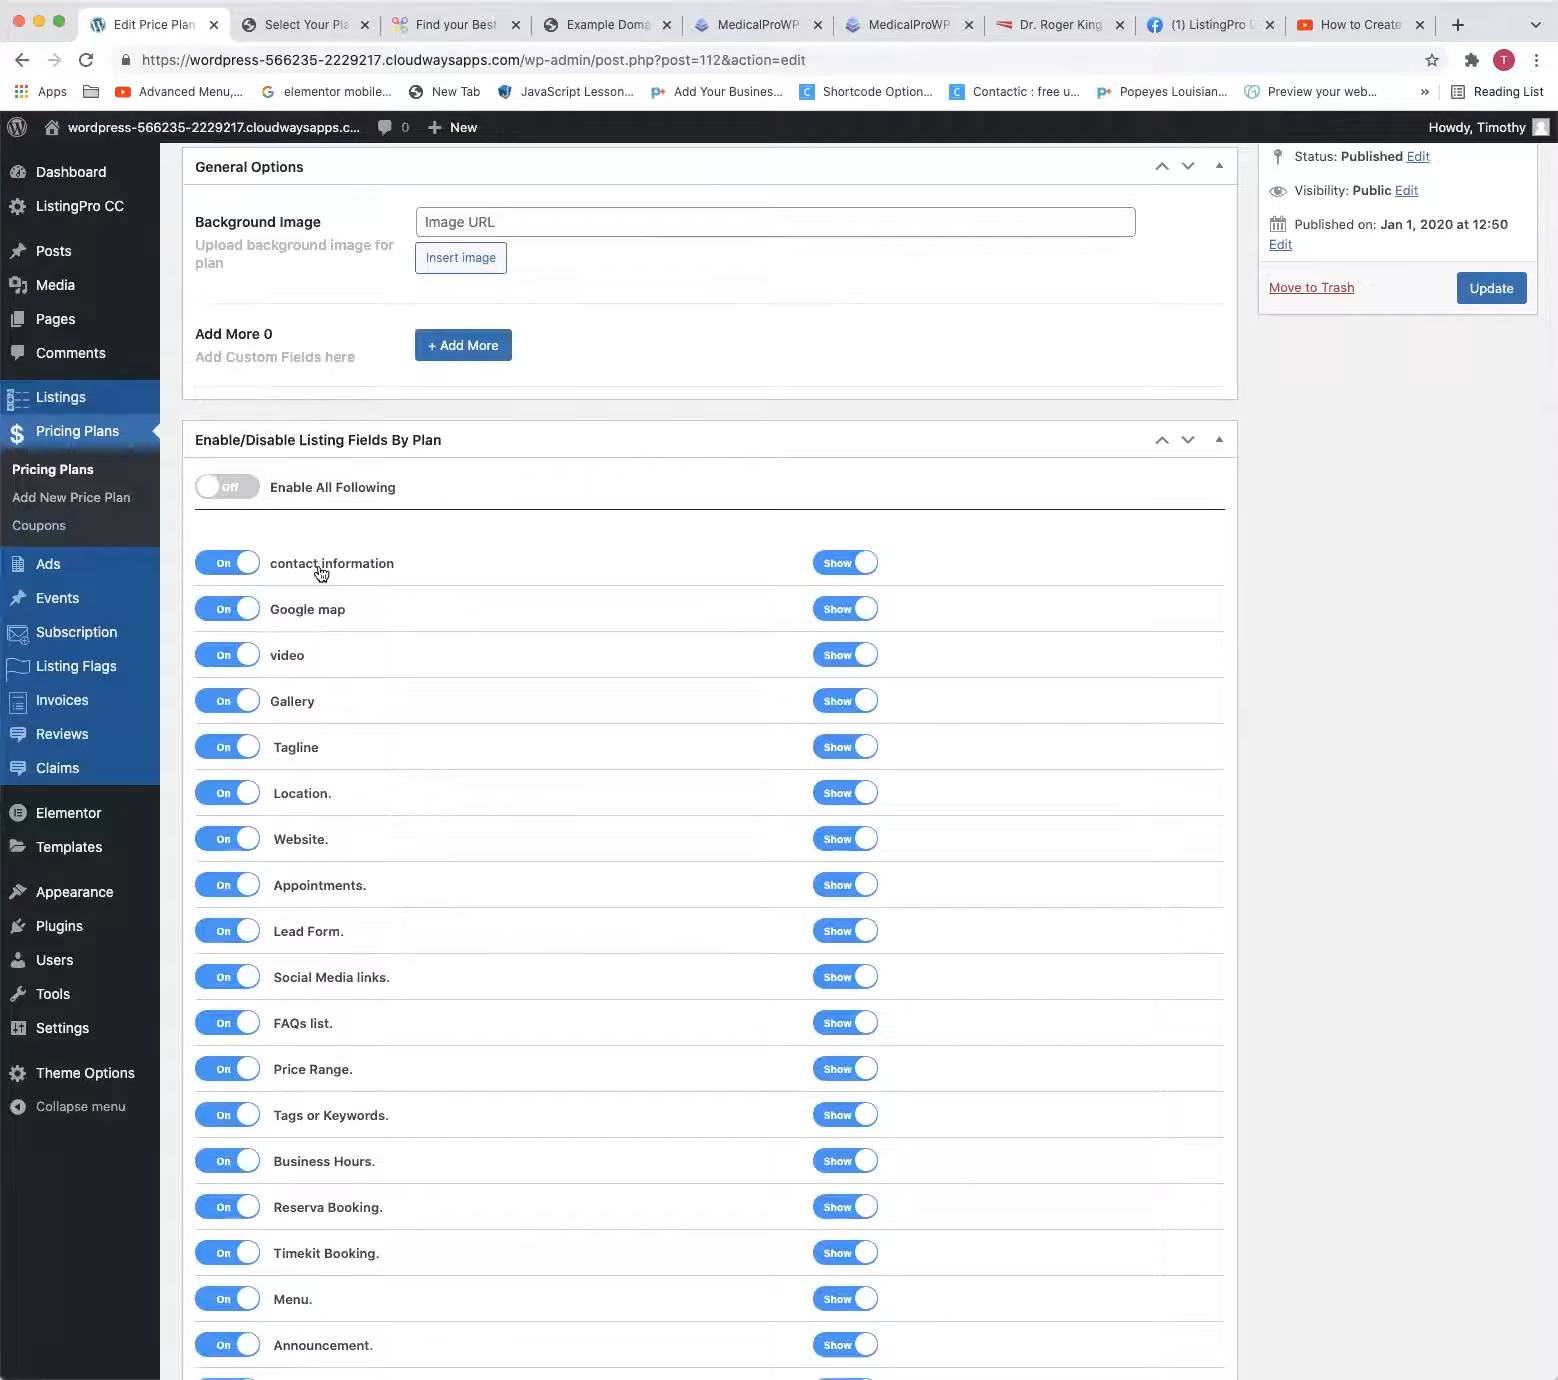 Edit Price Plan
Select Your Pla
Find your Best
Example Doma
MedicalProWP
MedicalProWP
Dr. Roger King
(1) ListingPro U
How to Create
https://wordpress-566235-2229217.cloudwaysapps.com/wp-admin/post.php?post=112&action=edit
T
Apps
Advanced Menu,...
elementor mobile...
New Tab
JavaScript Lesson...
Add Your Busines...
Shortcode Option...
Contactic : free u...
Popeyes Louisian...
Preview your web...
»
Reading List
wordpress-566235-2229217.cloudwaysapps.c...
0
New
Howdy, Timothy
Dashboard
ListingPro CC
Posts
Media
Pages
Comments
Listings
Pricing Plans
Pricing Plans
Add New Price Plan
Coupons
Ads
Events
Subscription
Listing Flags
Invoices
Reviews
Claims
Elementor
Templates
Appearance
Plugins
Users
Tools
Settings
Theme Options
Collapse menu
General Options
Background Image
Upload background image for
plan
Image URL
Insert image
Add More 0
Add Custom Fields here
+ Add More
Enable/Disable Listing Fields By Plan
Off Enable All Following
On contact information Show
On Google map Show
On video Show
On Gallery Show
On Tagline Show
On Location. Show
On Website. Show
On Appointments. Show
On Lead Form. Show
On Social Media links. Show
On FAQs list. Show
On Price Range. Show
On Tags or Keywords. Show
On Business Hours. Show
On Reserva Booking. Show
On Timekit Booking. Show
On Menu. Show
On Announcement. Show
Status: Published Edit
Visibility: Public Edit
Published on: Jan 1, 2020 at 12:50
Edit
Move to Trash
Update